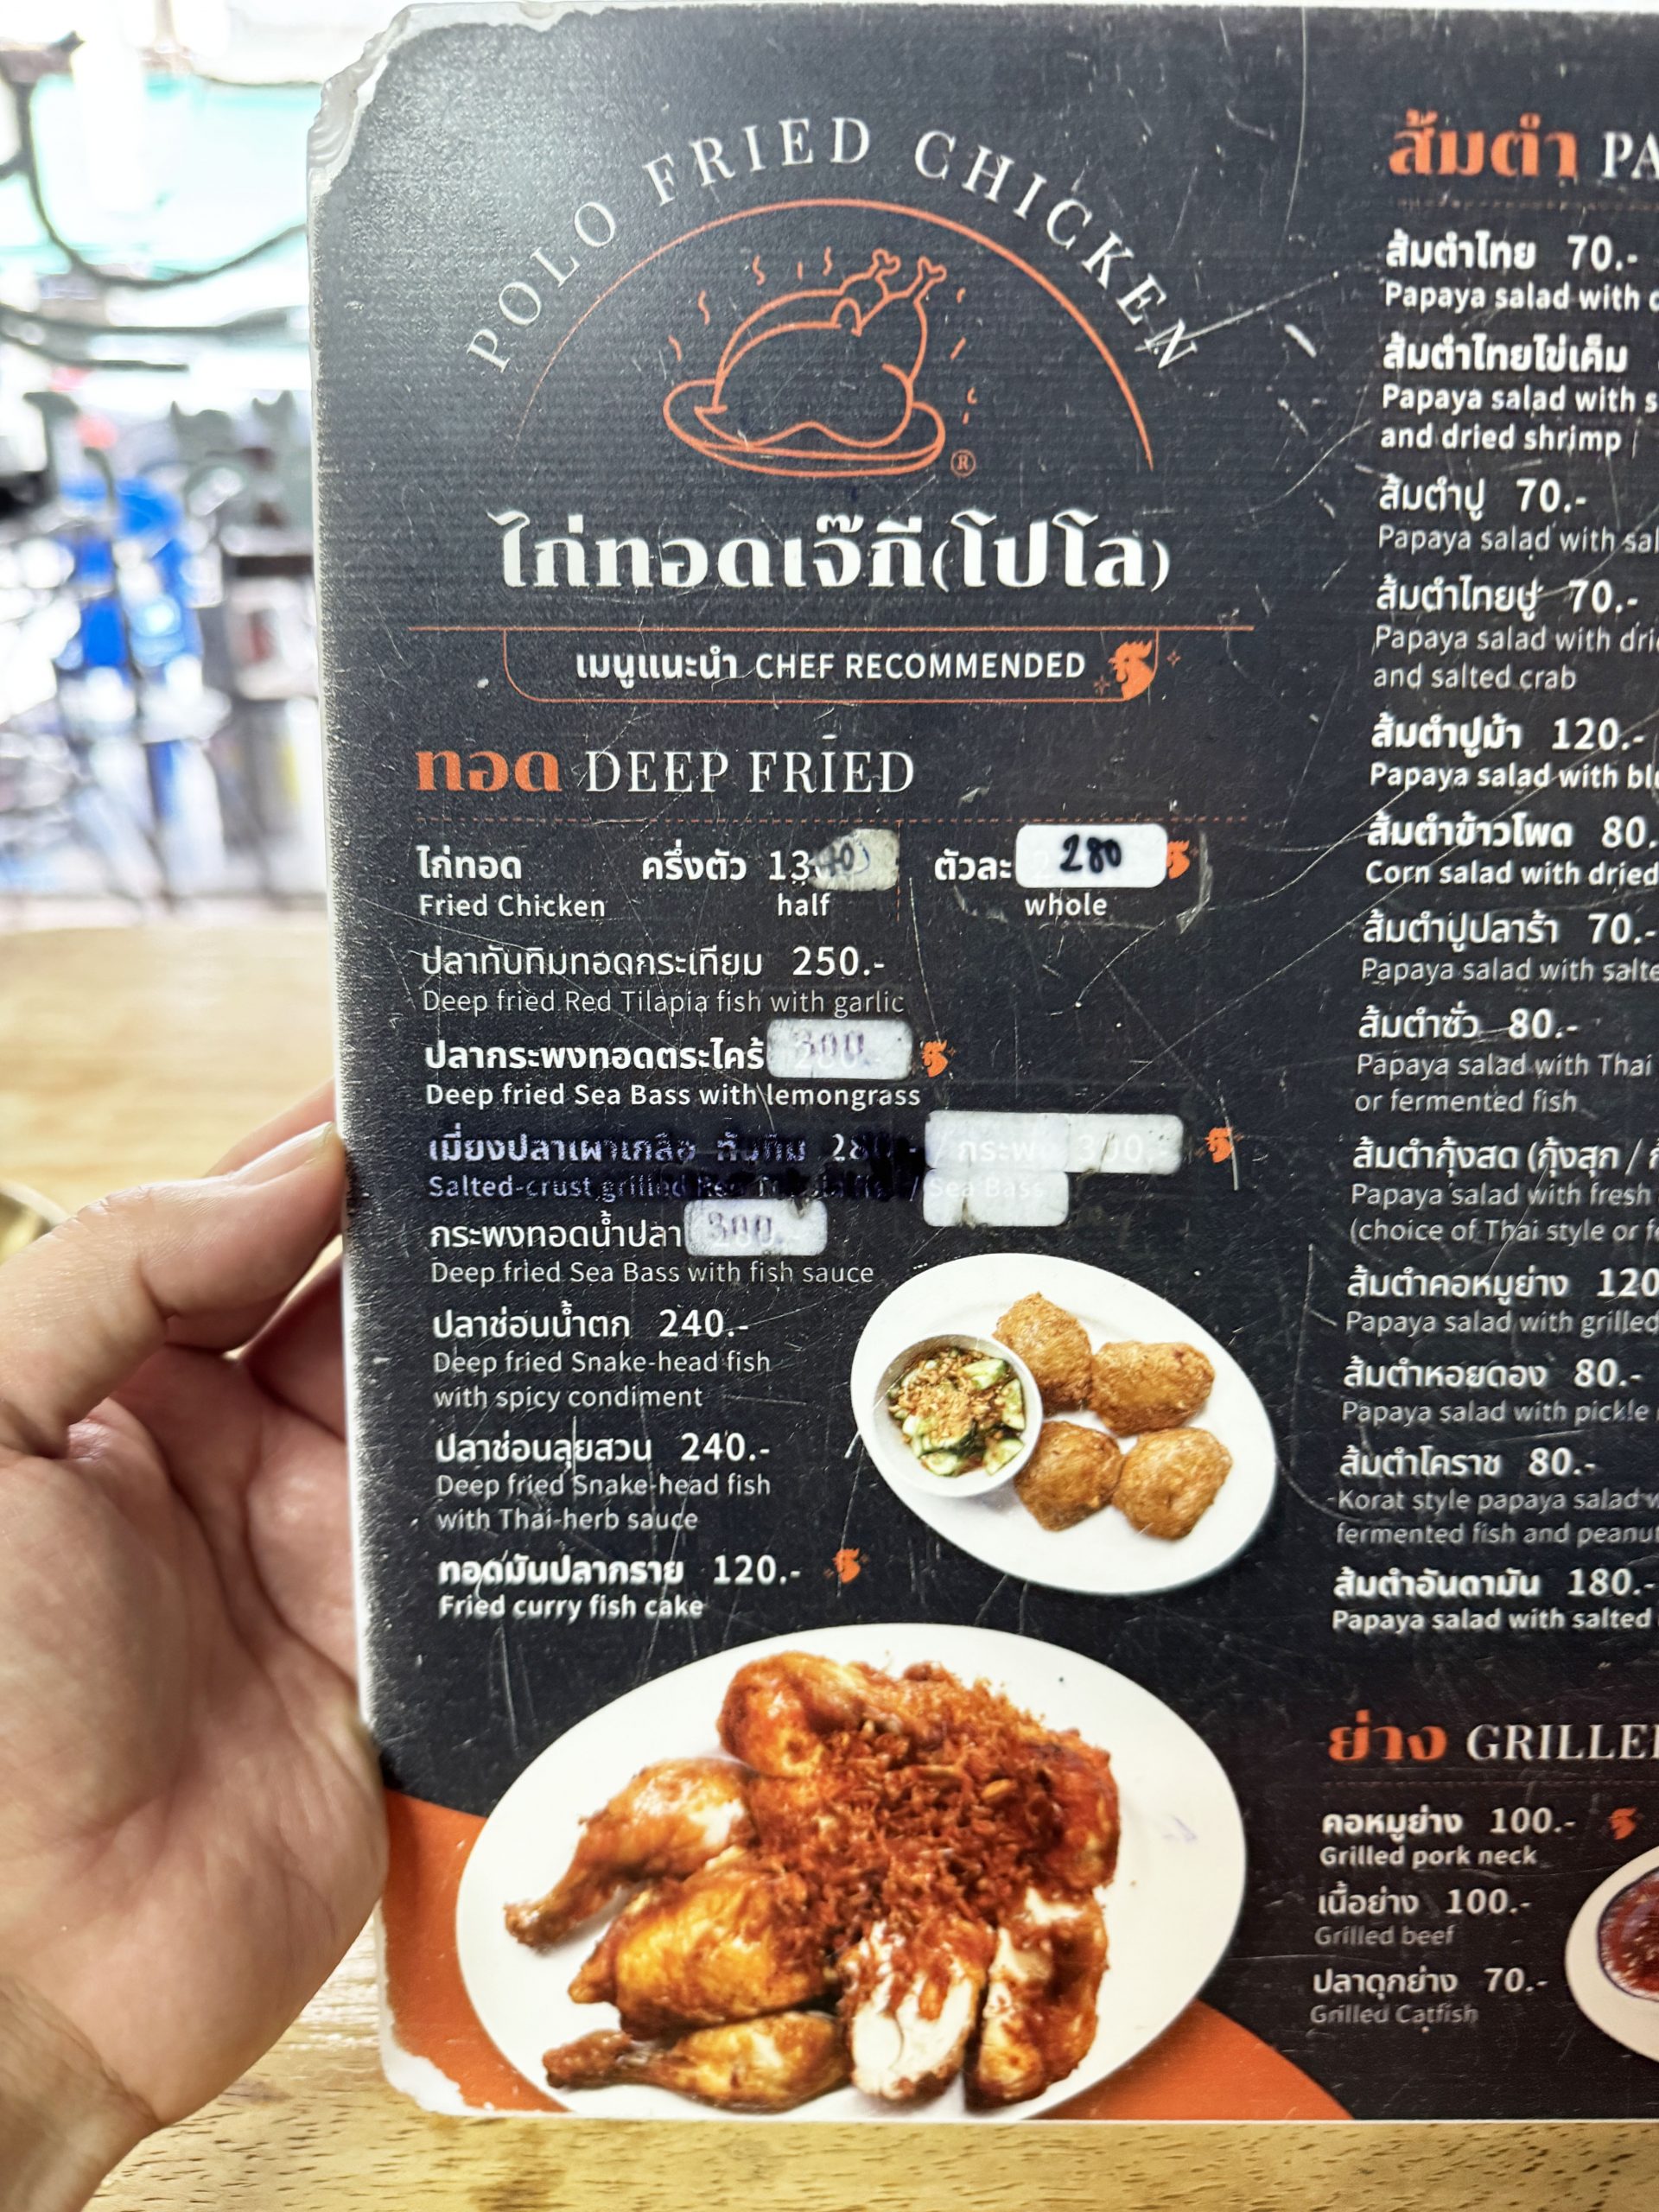 POLO FRIED CHICKEN
®
ไก่ทอดเจ๊กี(โปโล)
เมนูแนะนำ CHEF RECOMMENDED
ทอด DEEP FRIED
ไก่ทอด ครึ่งตัว ตัวละ 280
Fried Chicken half whole
ปลาทับทิมทอดกระเทียม 250.-
Deep fried Red Tilapia fish with garlic
ปลากระพงทอดตระไคร้ 300.
Deep fried Sea Bass with lemongrass
เมี่ยงปลาเผาเกลือ ทับทิม
Salted-crust grilled / Sea Bass
กระพงทอดน้ำปลา 300.
Deep fried Sea Bass with fish sauce
ปลาช่อนน้ำตก 240.-
Deep fried Snake-head fish
with spicy condiment
ปลาช่อนลุยสวน 240.-
Deep fried Snake-head fish
with Thai-herb sauce
ทอดมันปลากราย 120.-
Fried curry fish cake
ส้มตำ PA
ส้มตำไทย 70.-
Papaya salad with
ส้มตำไทยไข่เค็ม
Papaya salad with
and dried shrimp
ส้มตำปู 70.-
Papaya salad with sal
ส้มตำไทยปู 70.-
Papaya salad with drie
and salted crab
ส้มตำปูม้า 120.-
Papaya salad with blu
ส้มตำข้าวโพด 80.
Corn salad with dried
ส้มตำปูปลาร้า 70.-
Papaya salad with salte
ส้มตำซั่ว 80.-
Papaya salad with Thai
or fermented fish
ส้มตำกุ้งสด (กุ้งสุก /
Papaya salad with fresh
(choice of Thai style or fe
ส้มตำคอหมูย่าง 120
Papaya salad with grilled
ส้มตำหอยดอง 80.-
Papaya salad with pickle
ส้มตำโคราช 80.-
Korat style papaya salad w
fermented fish and peanut
ส้มตำอันดามัน 180.-
Papaya salad with salted
ย่าง GRILLE
คอหมูย่าง 100.-
Grilled pork neck
เนื้อย่าง 100.-
Grilled beef
ปลาดุกย่าง 70.-
Grilled Catfish